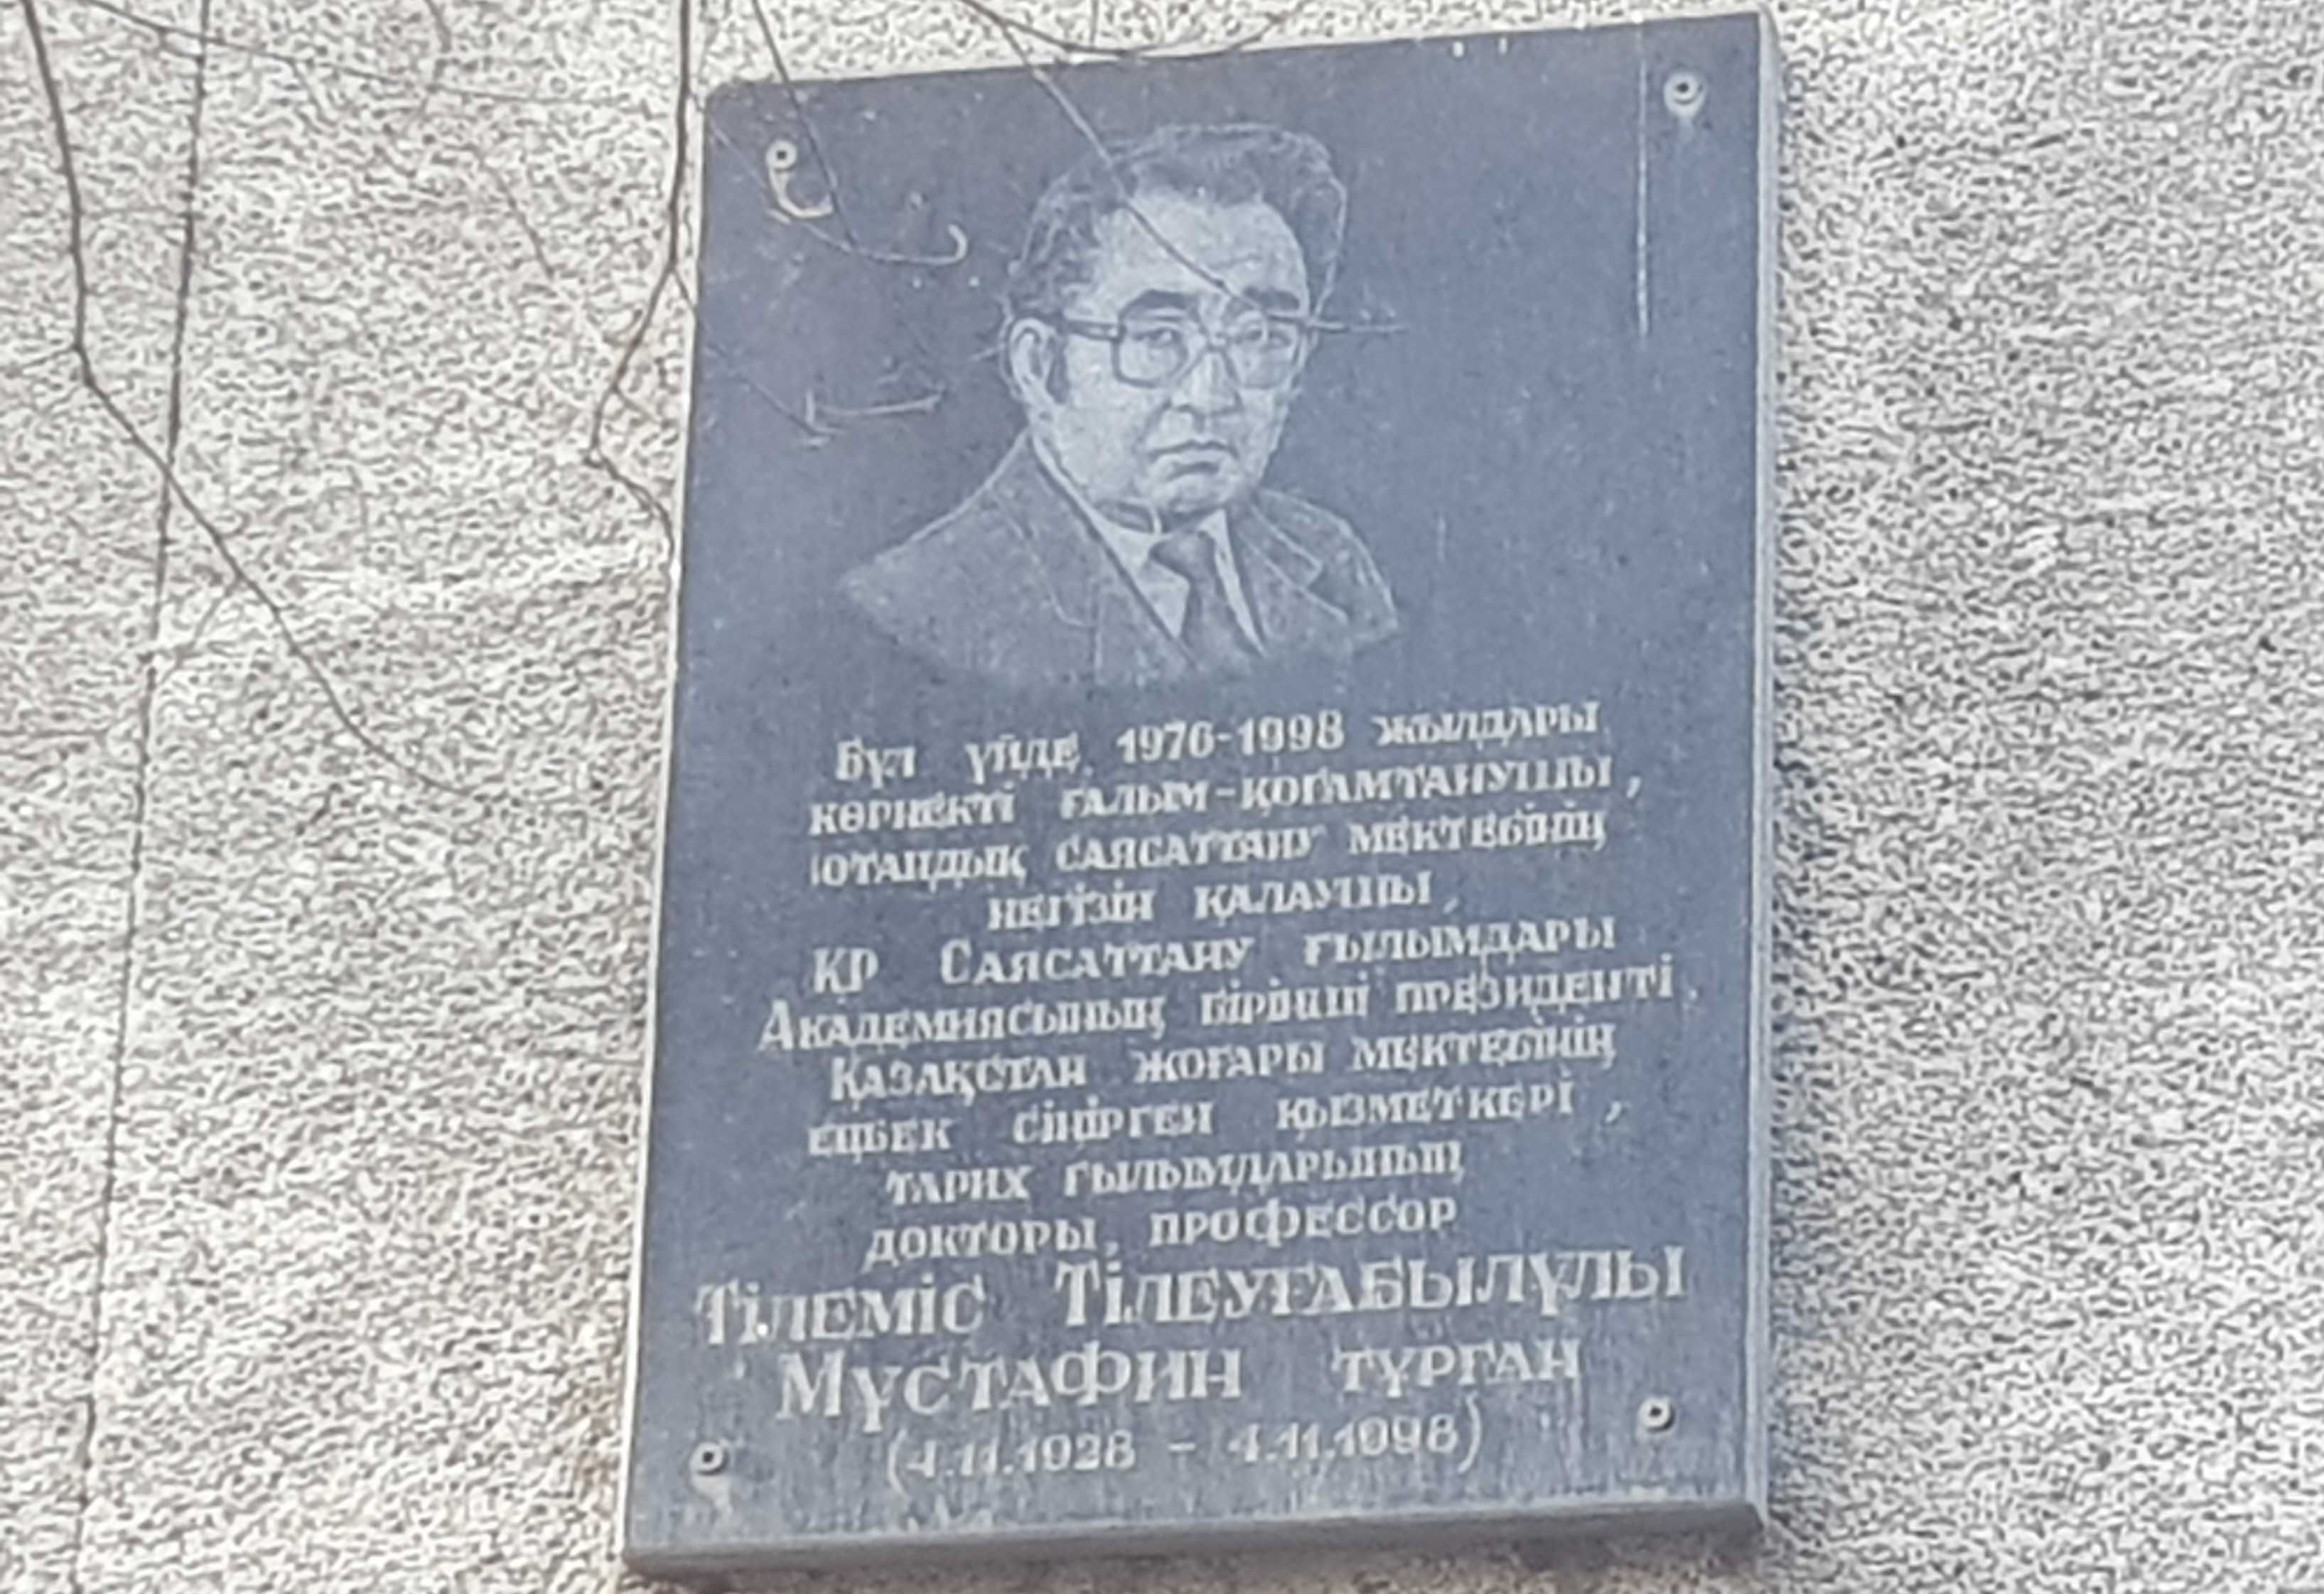 Бұл үйде 1976-1998 жылдары
көрнекті ғалым-қоғамтанушы,
отандық саясаттану мектебінің
негізін қалаушы,
ҚР Саясаттану ғылымдары
Академиясының бірінші президенті,
Қазақстан жоғары мектебінің
еңбек сіңірген қызметкері,
тарих ғылымдарының
докторы, профессор
Тілеміс Тілеуғабылұлы
Мұстафин тұрған
(4.11.1928 - 4.11.1998)